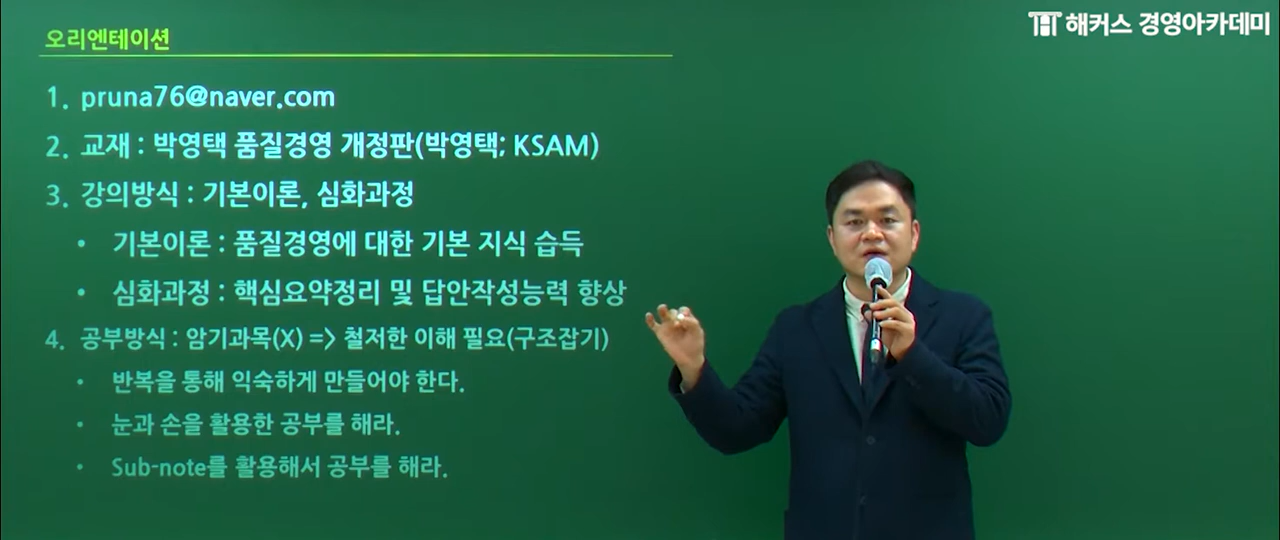 오리엔테이션
해커스 경영아카데미
1. pruna76@naver.com
2. 교재 : 박영택 품질경영 개정판(박영택; KSAM)
3. 강의방식 : 기본이론, 심화과정
• 기본이론 : 품질경영에 대한 기본 지식 습득
• 심화과정 : 핵심요약정리 및 답안작성능력 향상
4. 공부방식 : 암기과목(X) => 철저한 이해 필요(구조잡기)
• 반복을 통해 익숙하게 만들어야 한다.
• 눈과 손을 활용한 공부를 해라.
• Sub-note를 활용해서 공부를 해라.